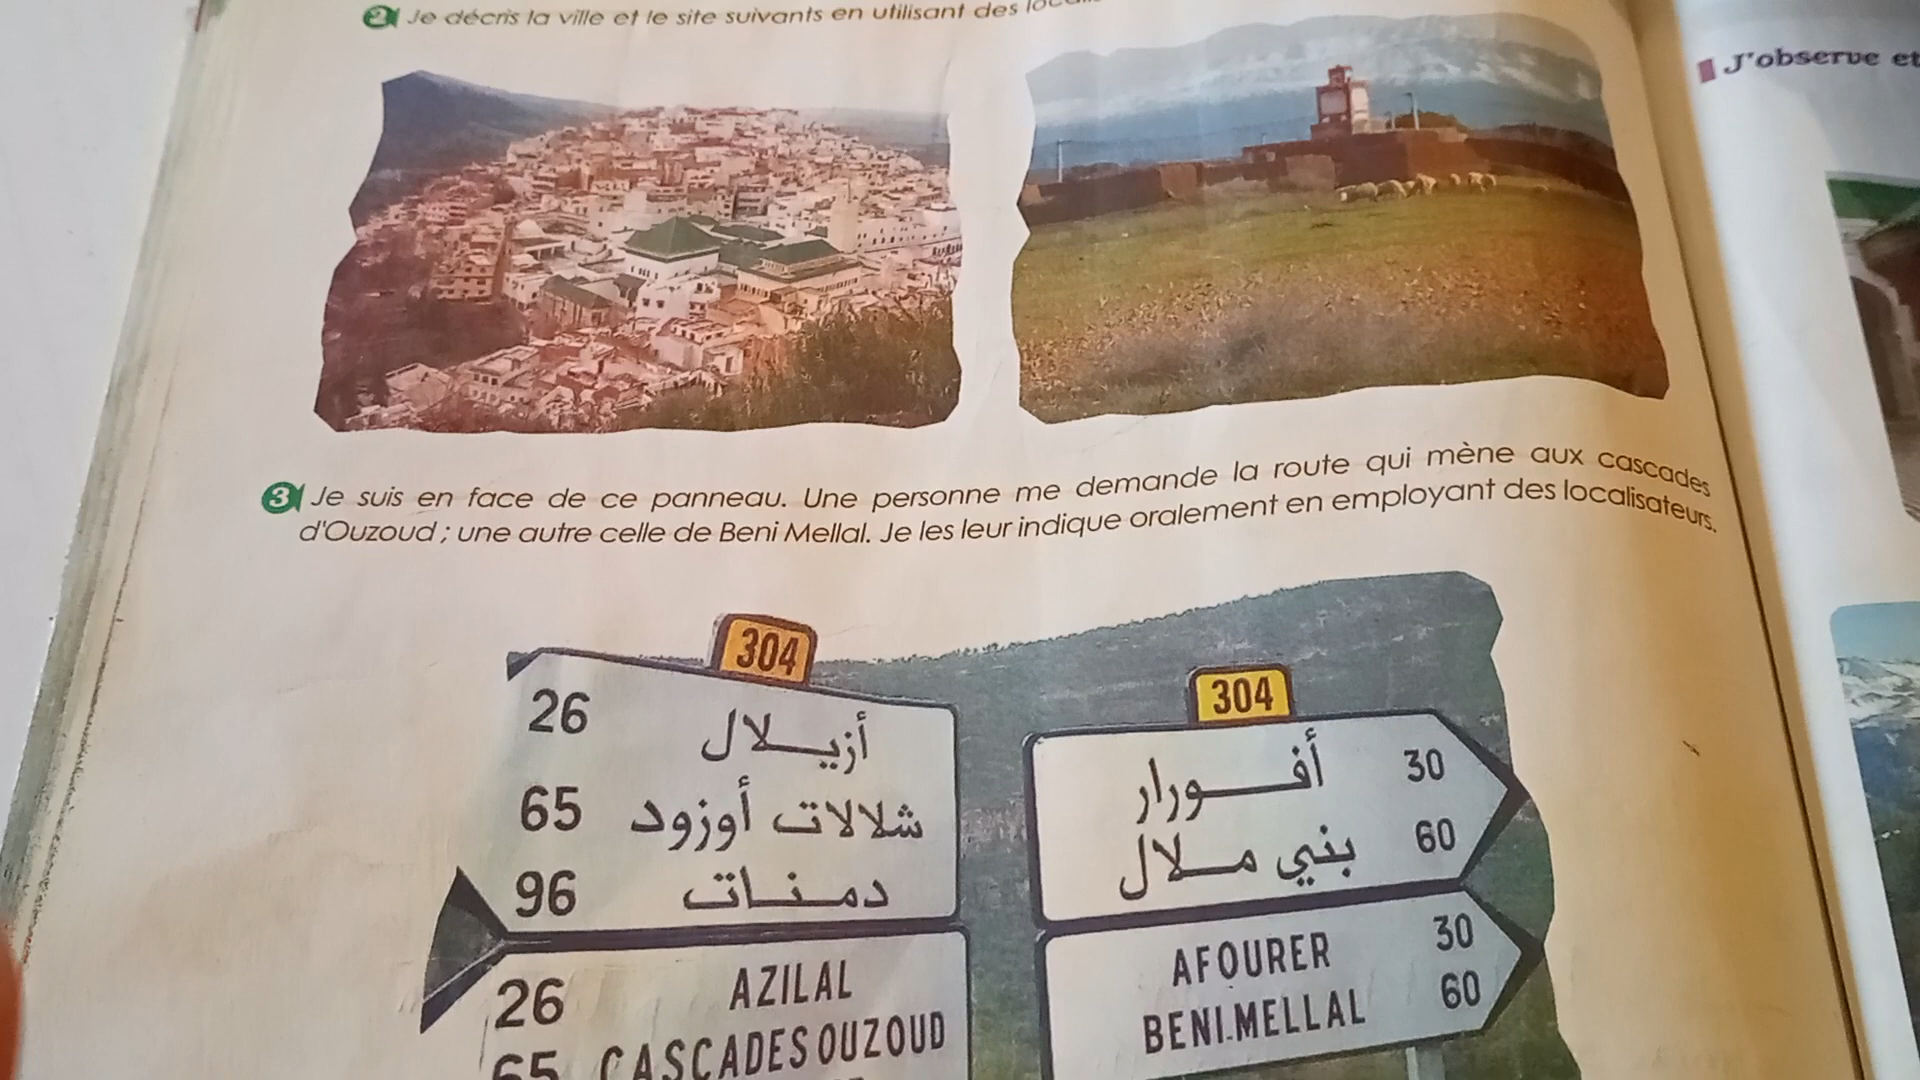 2 Je décris la ville et le site suivants en utilisant des
J'observe et
3 Je suis en face de ce panneau. Une personne me demande la route qui mène aux cascades
d'Ouzoud ; une autre celle de Beni Mellal. Je les leur indique oralement en employant des localisateurs.
304
26 أزيلال
65 شلالات أوزود
96 دمنات
26 AZILAL
65 CASCADES OUZOUD
304
أفورار 30
بني ملال 60
AFOURER 30
BENI.MELLAL 60